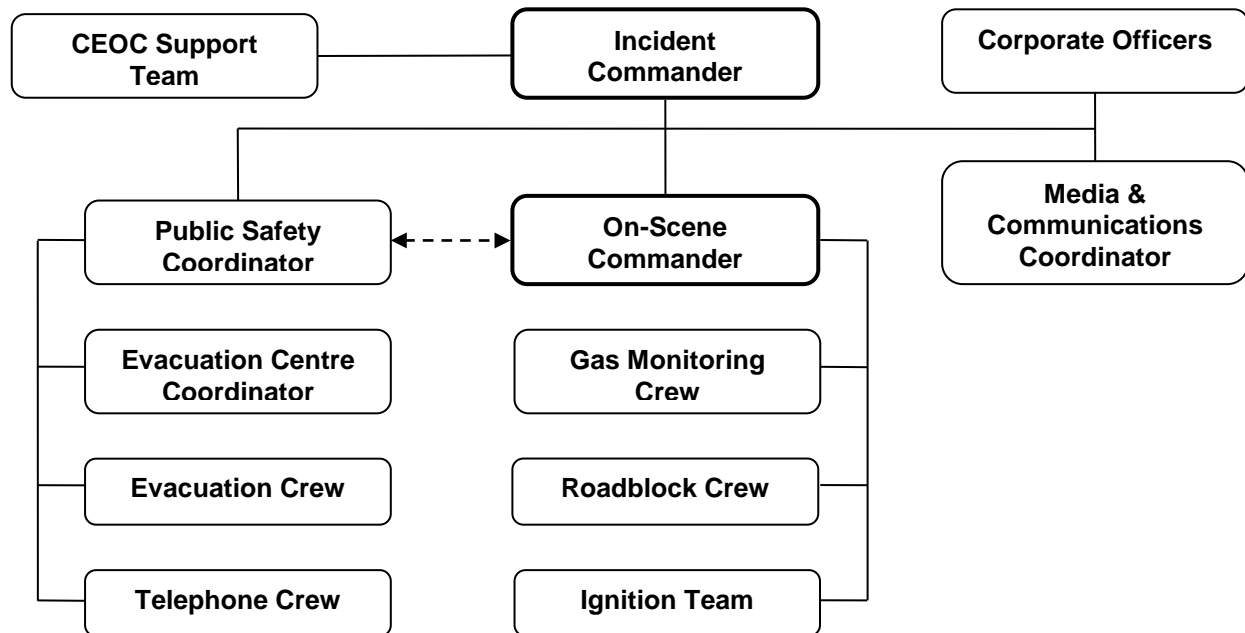 CEOC Support
Team
Incident
Commander
Corporate Officers
Public Safety
Coordinator
On-Scene
Commander
Media &
Communications
Coordinator
Evacuation Centre
Coordinator
Gas Monitoring
Crew
Evacuation Crew
Roadblock Crew
Telephone Crew
Ignition Team